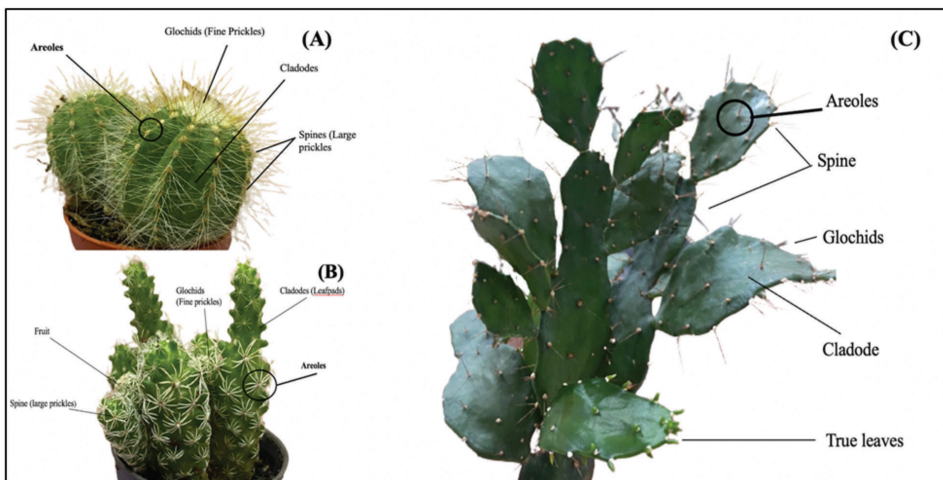 Glochids (Fine Prickles)
(A)
Areoles
Cladodes
Spines (Large
prickles
(B)
Glochids
(Fine prickles)
Cladodes (Leafpads)
Fruit
Areoles
Spine (large prickles)
(C)
Areoles
Spine
Glochids
Cladode
True leaves